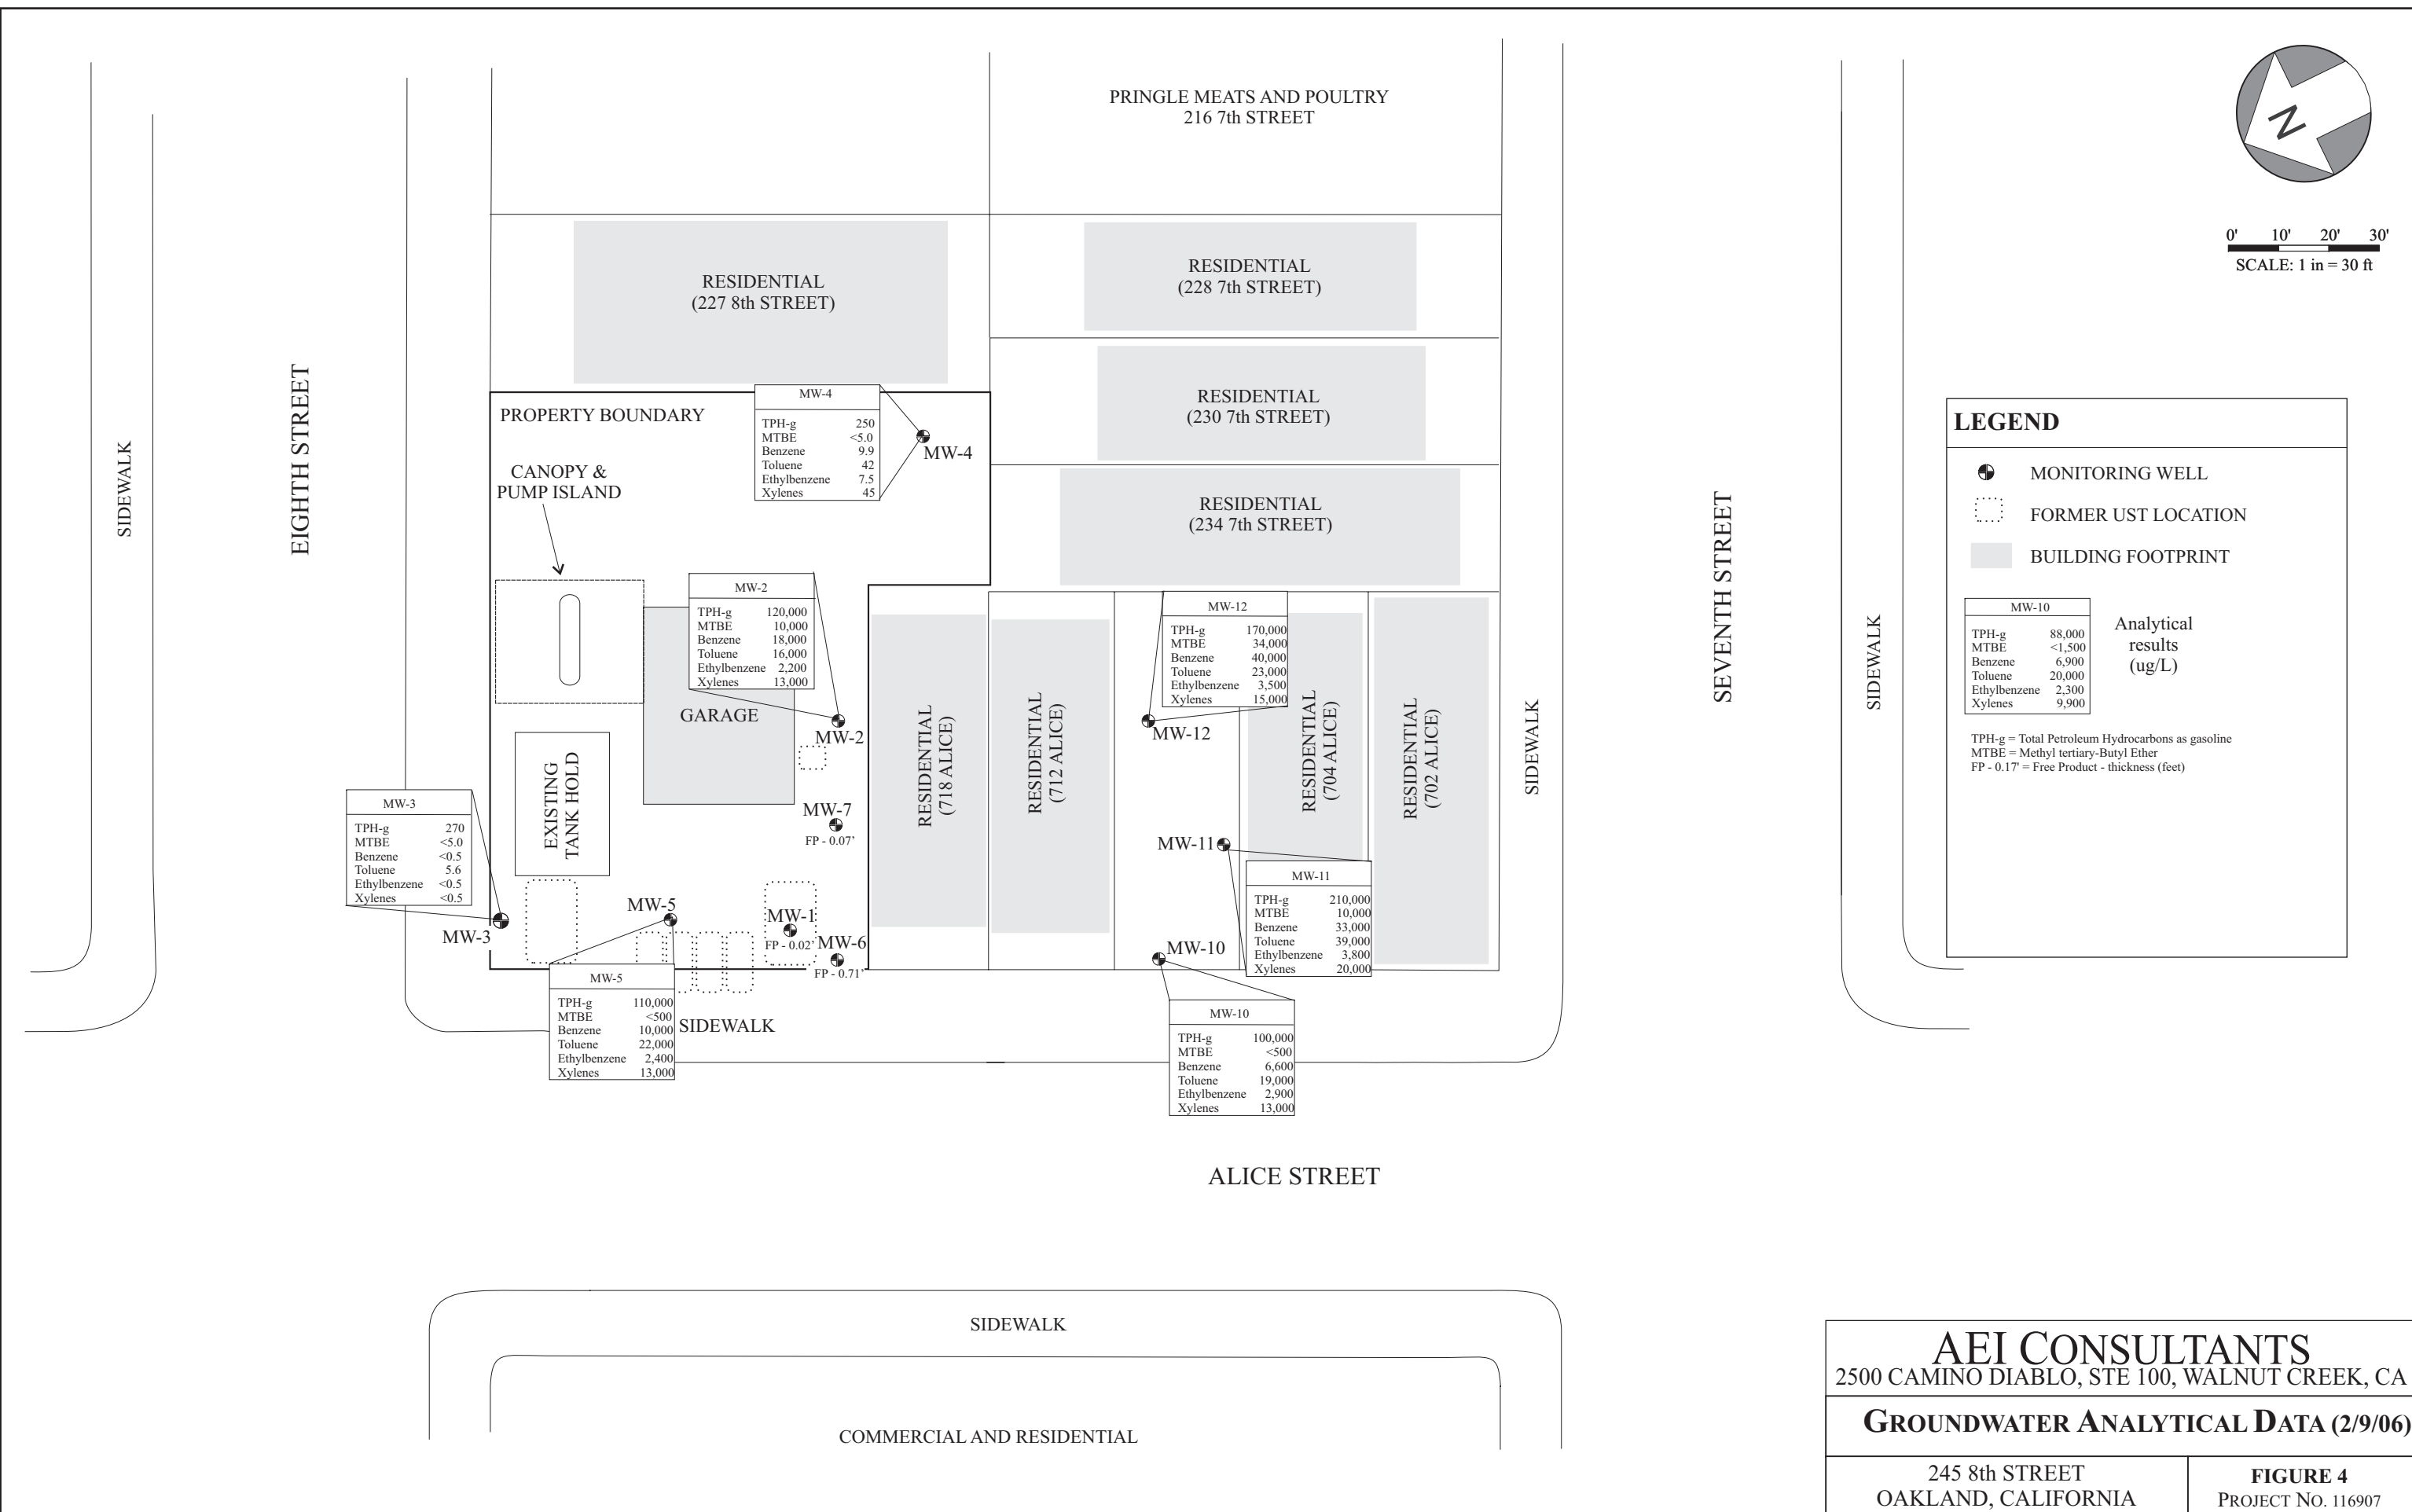 PRINGLE MEATS AND POULTRY
216 7th STREET
N
0' 10' 20' 30'
SCALE: 1 in = 30 ft
RESIDENTIAL
(227 8th STREET)
RESIDENTIAL
(228 7th STREET)
RESIDENTIAL
(230 7th STREET)
RESIDENTIAL
(234 7th STREET)
SIDEWALK
EIGHTH STREET
PROPERTY BOUNDARY
CANOPY &
PUMP ISLAND
MW-4
TPH-g 250
MTBE <5.0
Benzene 9.9
Toluene 42
Ethylbenzene 7.5
Xylenes 45
MW-4
MW-2
TPH-g 120,000
MTBE 10,000
Benzene 18,000
Toluene 16,000
Ethylbenzene 2,200
Xylenes 13,000
GARAGE
MW-2
EXISTING
TANK HOLD
MW-7
FP - 0.07'
MW-3
TPH-g 270
MTBE <5.0
Benzene <0.5
Toluene 5.6
Ethylbenzene <0.5
Xylenes <0.5
MW-3
MW-5
MW-1
FP - 0.02'
MW-6
FP - 0.71'
MW-5
TPH-g 110,000
MTBE <500
Benzene 10,000
Toluene 22,000
Ethylbenzene 2,400
Xylenes 13,000
SIDEWALK
RESIDENTIAL
(718 ALICE)
RESIDENTIAL
(712 ALICE)
MW-12
TPH-g 170,000
MTBE 34,000
Benzene 40,000
Toluene 23,000
Ethylbenzene 3,500
Xylenes 15,000
MW-12
RESIDENTIAL
(704 ALICE)
RESIDENTIAL
(702 ALICE)
MW-11
MW-11
TPH-g 210,000
MTBE 10,000
Benzene 33,000
Toluene 39,000
Ethylbenzene 3,800
Xylenes 20,000
MW-10
MW-10
TPH-g 100,000
MTBE <500
Benzene 6,600
Toluene 19,000
Ethylbenzene 2,900
Xylenes 13,000
SIDEWALK
SEVENTH STREET
SIDEWALK
LEGEND
MONITORING WELL
FORMER UST LOCATION
BUILDING FOOTPRINT
MW-10
TPH-g 88,000
MTBE <1,500
Benzene 6,900
Toluene 20,000
Ethylbenzene 2,300
Xylenes 9,900
Analytical
results
(ug/L)
TPH-g = Total Petroleum Hydrocarbons as gasoline
MTBE = Methyl tertiary-Butyl Ether
FP - 0.17' = Free Product - thickness (feet)
ALICE STREET
SIDEWALK
COMMERCIAL AND RESIDENTIAL
AEI CONSULTANTS
2500 CAMINO DIABLO, STE 100, WALNUT CREEK, CA
GROUNDWATER ANALYTICAL DATA (2/9/06)
245 8th STREET
OAKLAND, CALIFORNIA
FIGURE 4
PROJECT NO. 116907